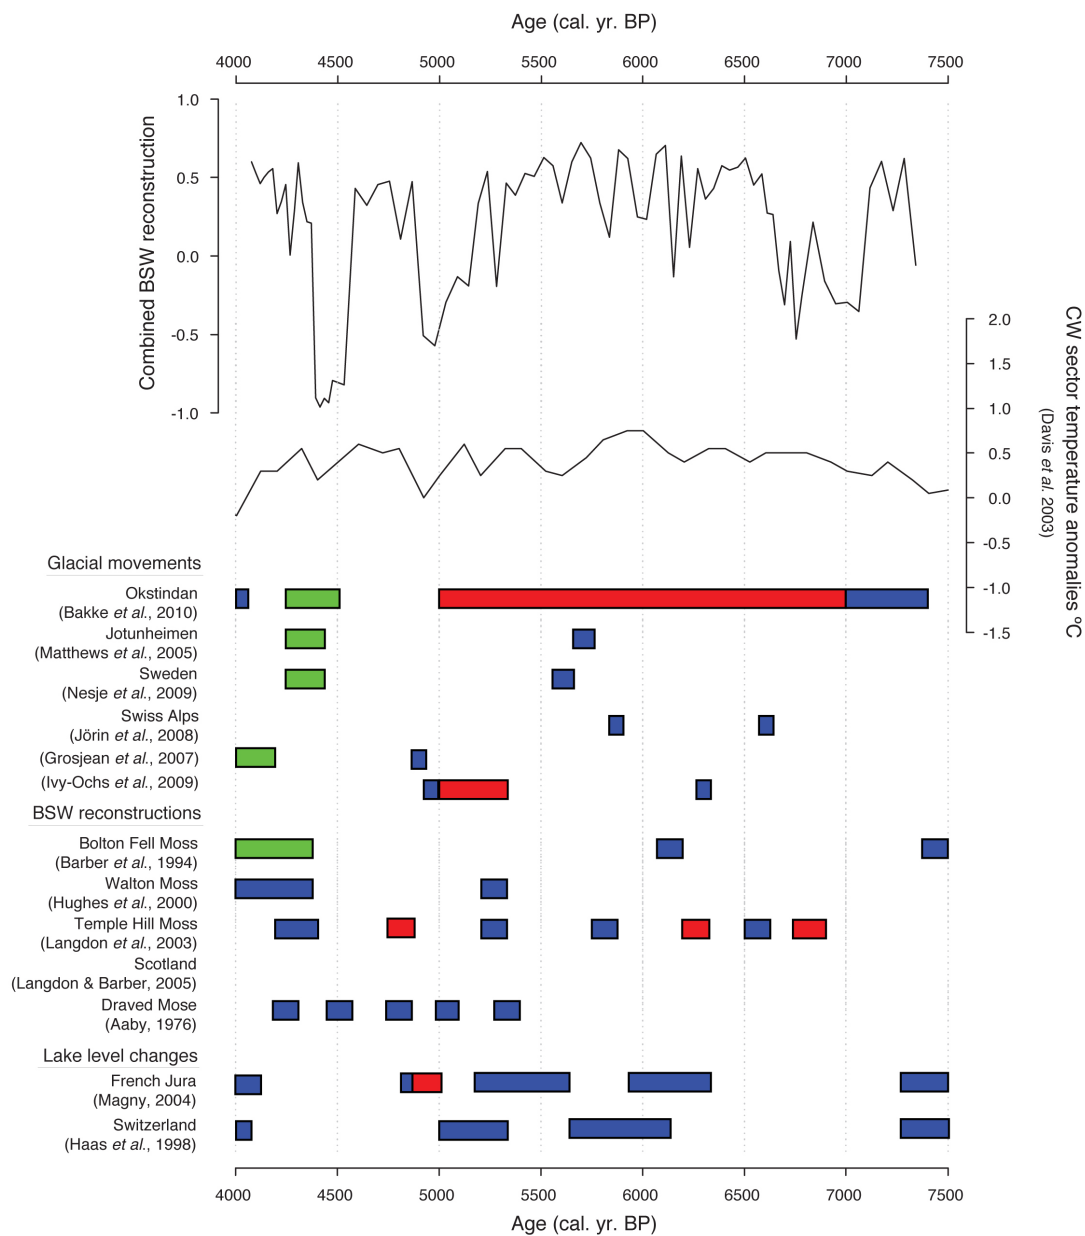 Age (cal. yr. BP)
4000 4500 5000 5500 6000 6500 7000 7500
Combined BSW reconstruction
1.0
0.5
0.0
-0.5
-1.0
CW sector temperature anomalies ºC
(Davis et al. 2003)
2.0
1.5
1.0
0.5
0.0
-0.5
-1.0
-1.5
Glacial movements
Okstindan
(Bakke et al., 2010)
Jotunheimen
(Matthews et al., 2005)
Sweden
(Nesje et al., 2009)
Swiss Alps
(Jörin et al., 2008)
(Grosjean et al., 2007)
(Ivy-Ochs et al., 2009)
BSW reconstructions
Bolton Fell Moss
(Barber et al., 1994)
Walton Moss
(Hughes et al., 2000)
Temple Hill Moss
(Langdon et al., 2003)
Scotland
(Langdon & Barber, 2005)
Draved Mose
(Aaby, 1976)
Lake level changes
French Jura
(Magny, 2004)
Switzerland
(Haas et al., 1998)
4000 4500 5000 5500 6000 6500 7000 7500
Age (cal. yr. BP)